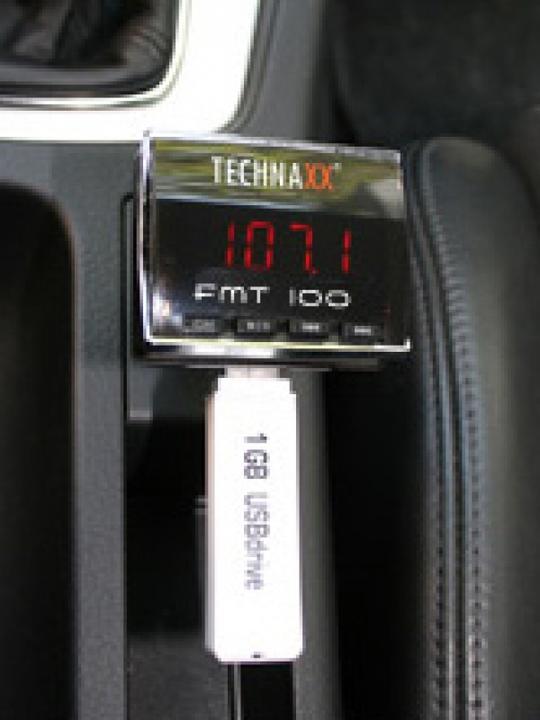 TECHNAXX
107.1
FMT 100
1GB USBdrive